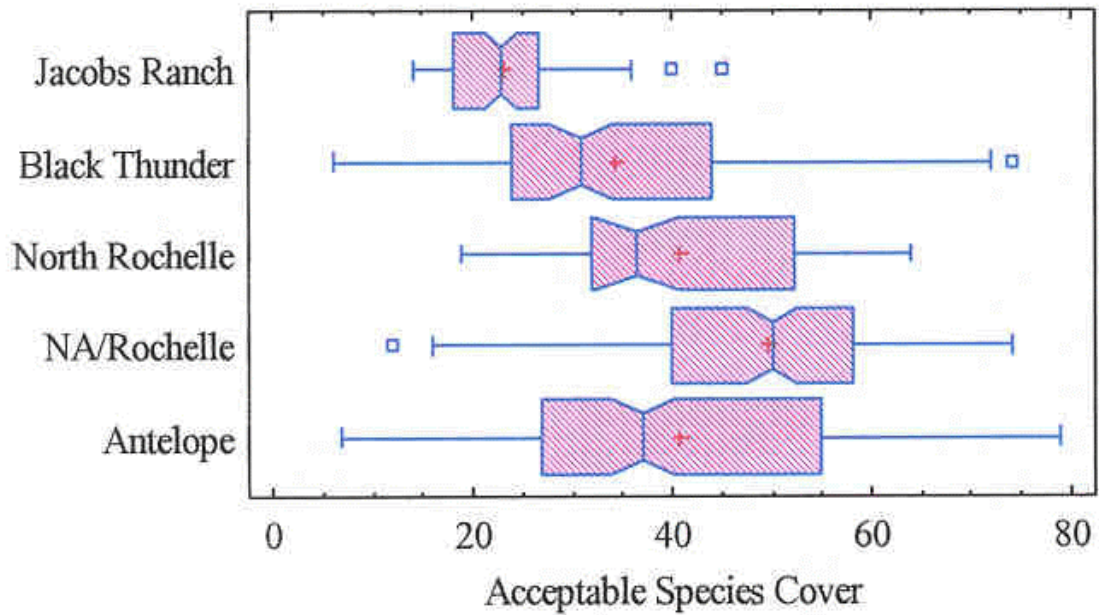 Jacobs Ranch
Black Thunder
North Rochelle
NA/Rochelle
Antelope
0 20 40 60 80
Acceptable Species Cover